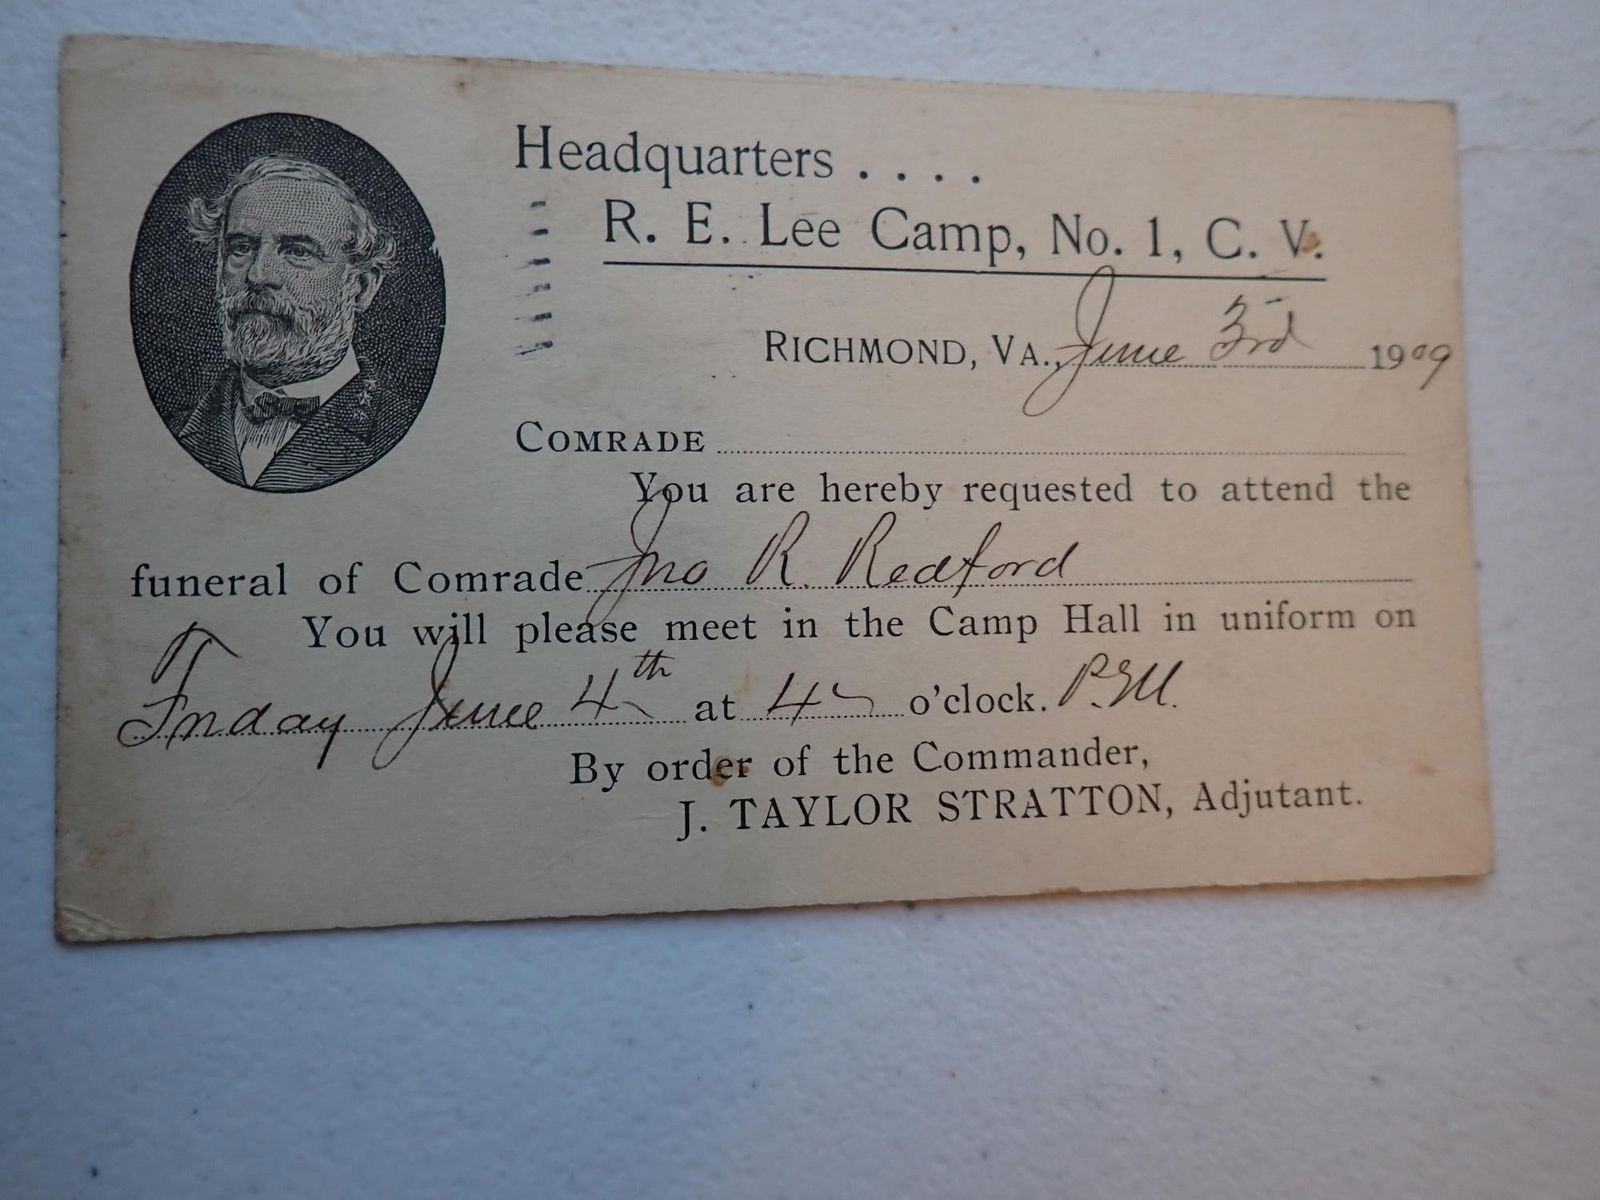 Headquarters . . . .
R. E. Lee Camp, No. 1, C. V.
RICHMOND, VA., June 3rd 1909
COMRADE
You are hereby requested to attend the
funeral of Comrade Jno R. Redford
You will please meet in the Camp Hall in uniform on
Friday June 4th at 4 o'clock. P.M.
By order of the Commander,
J. TAYLOR STRATTON, Adjutant.